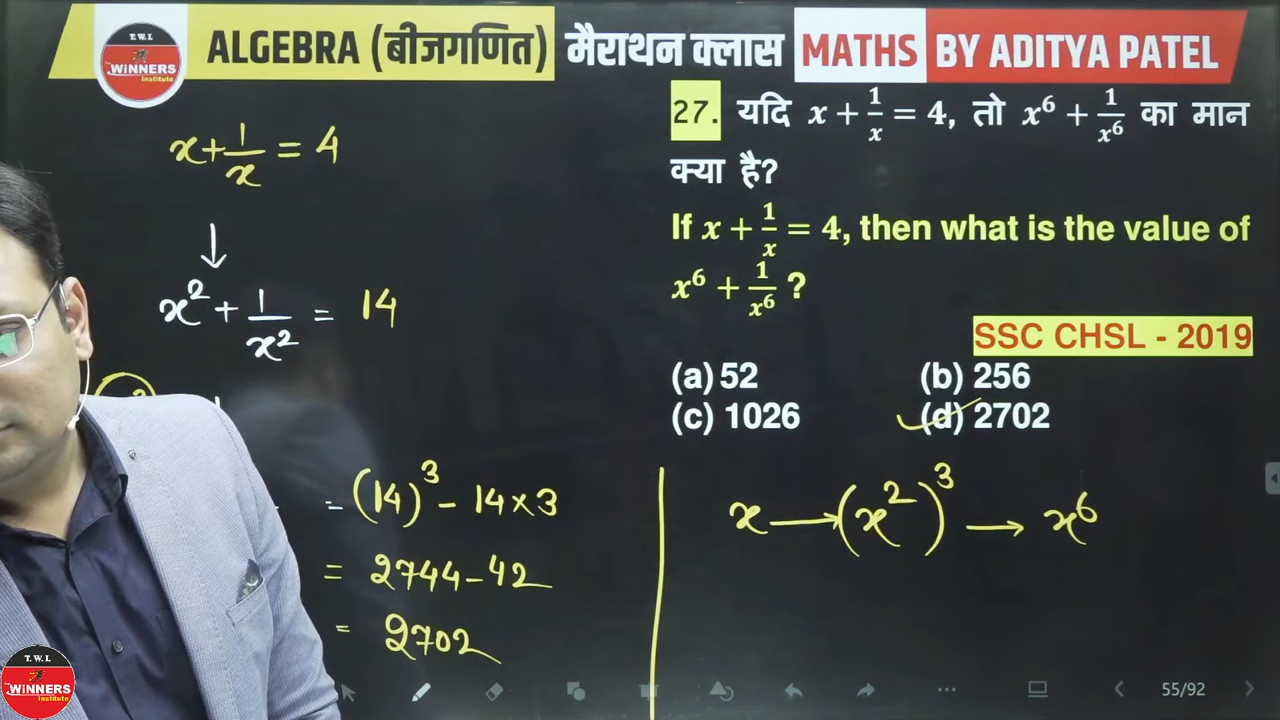 T.W.I.
The WiNNERS Institute
ALGEBRA (बीजगणित) मैराथन क्लास MATHS BY ADITYA PATEL
x + 1/x = 4
↓
x² + 1/x² = 14
= (14)³ - 14×3
= 2744 - 42
= 2702
27. यदि x + 1/x = 4, तो x⁶ + 1/x⁶ का मान
क्या है?
If x + 1/x = 4, then what is the value of
x⁶ + 1/x⁶ ?
SSC CHSL - 2019
(a) 52 (b) 256
(c) 1026 (d) 2702
x → (x²)³ → x⁶
T.W.I.
The WiNNERS Institute
55/92